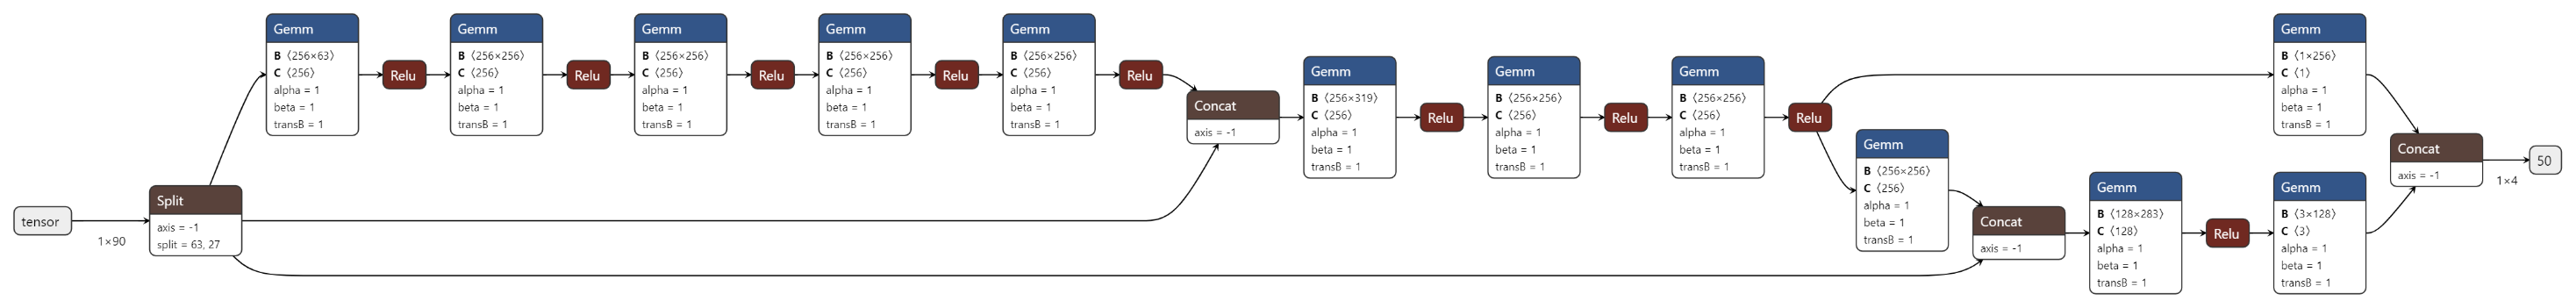 tensor
1×90
Split
axis = -1
split = 63, 27
Gemm
B ⟨256×63⟩
C ⟨256⟩
alpha = 1
beta = 1
transB = 1
Relu
Gemm
B ⟨256×256⟩
C ⟨256⟩
alpha = 1
beta = 1
transB = 1
Relu
Gemm
B ⟨256×256⟩
C ⟨256⟩
alpha = 1
beta = 1
transB = 1
Relu
Gemm
B ⟨256×256⟩
C ⟨256⟩
alpha = 1
beta = 1
transB = 1
Relu
Gemm
B ⟨256×256⟩
C ⟨256⟩
alpha = 1
beta = 1
transB = 1
Relu
Concat
axis = -1
Gemm
B ⟨256×319⟩
C ⟨256⟩
alpha = 1
beta = 1
transB = 1
Relu
Gemm
B ⟨256×256⟩
C ⟨256⟩
alpha = 1
beta = 1
transB = 1
Relu
Gemm
B ⟨256×256⟩
C ⟨256⟩
alpha = 1
beta = 1
transB = 1
Relu
Gemm
B ⟨256×256⟩
C ⟨256⟩
alpha = 1
beta = 1
transB = 1
Concat
axis = -1
Gemm
B ⟨128×283⟩
C ⟨128⟩
alpha = 1
beta = 1
transB = 1
Relu
Gemm
B ⟨1×256⟩
C ⟨1⟩
alpha = 1
beta = 1
transB = 1
Gemm
B ⟨3×128⟩
C ⟨3⟩
alpha = 1
beta = 1
transB = 1
Concat
axis = -1
1×4
50